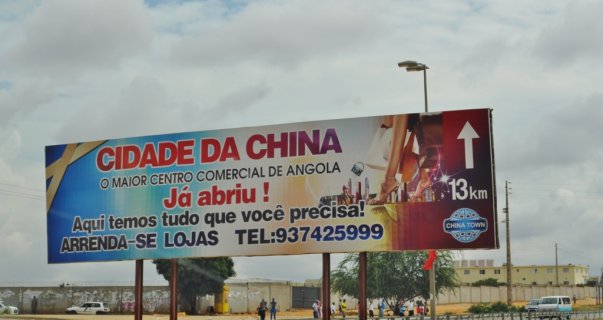 CIDADE DA CHINA
O MAIOR CENTRO COMERCIAL DE ANGOLA
Já abriu !
Aqui temos tudo que você precisa!
ARRENDA-SE LOJAS TEL:937425999
13km
CHINA TOWN